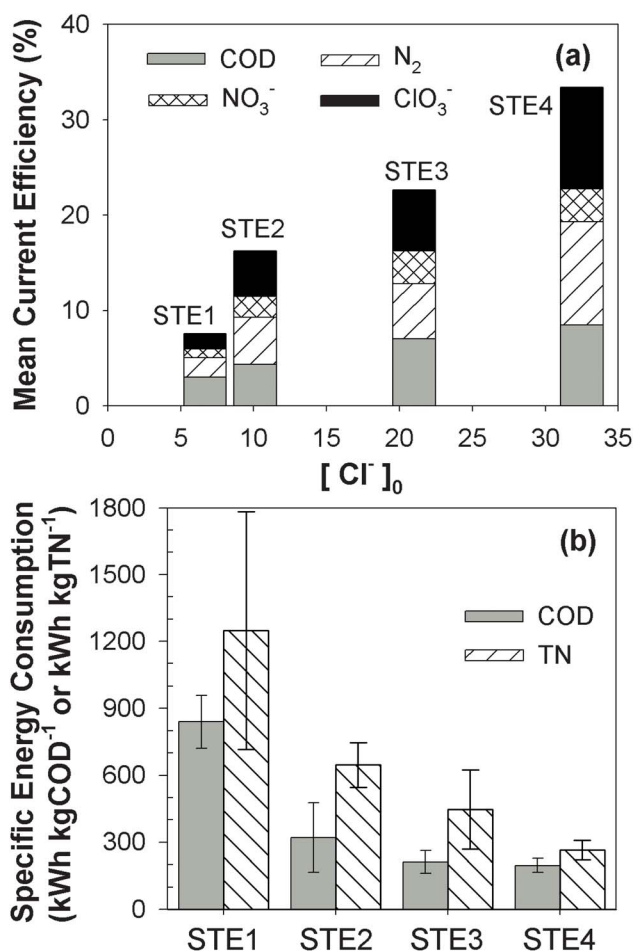 Mean Current Efficiency (%)
40
30
20
10
0
(a)
COD
N₂
NO₃⁻
ClO₃⁻
STE1
STE2
STE3
STE4
0 5 10 15 20 25 30 35
[ Cl⁻ ]₀
Specific Energy Consumption
(kWh kgCOD⁻¹ or kWh kgTN⁻¹)
1800
1500
1200
900
600
300
0
(b)
COD
TN
STE1 STE2 STE3 STE4